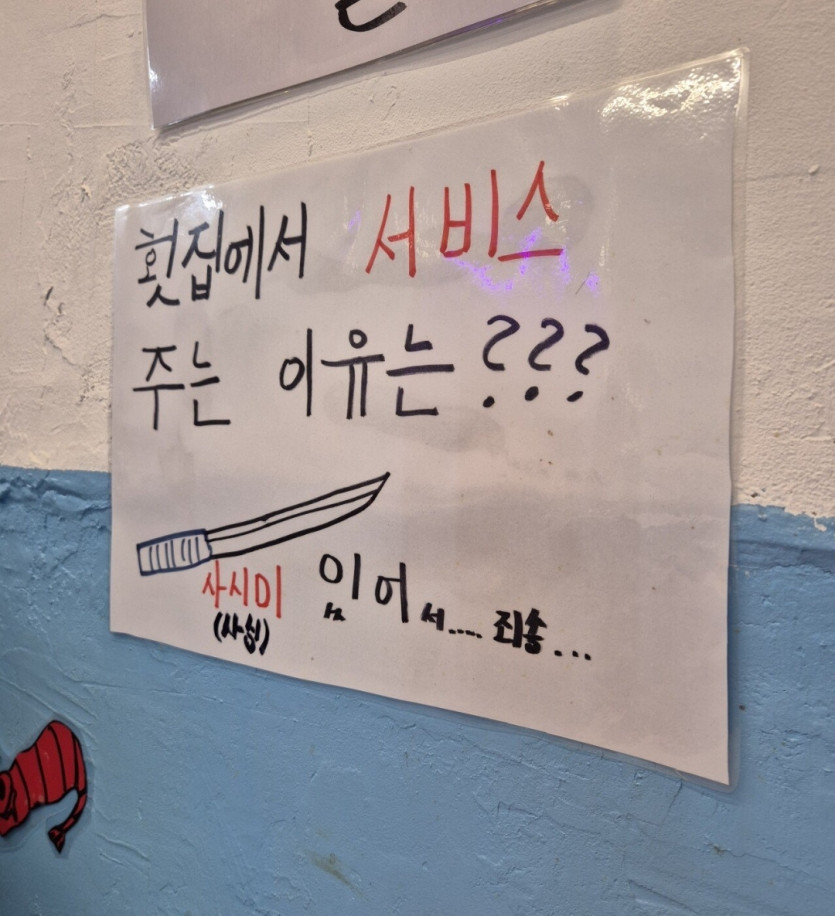 횟집에서 서비스
주는 이유는???
사시미 있어서.... 죄송...
(사심)